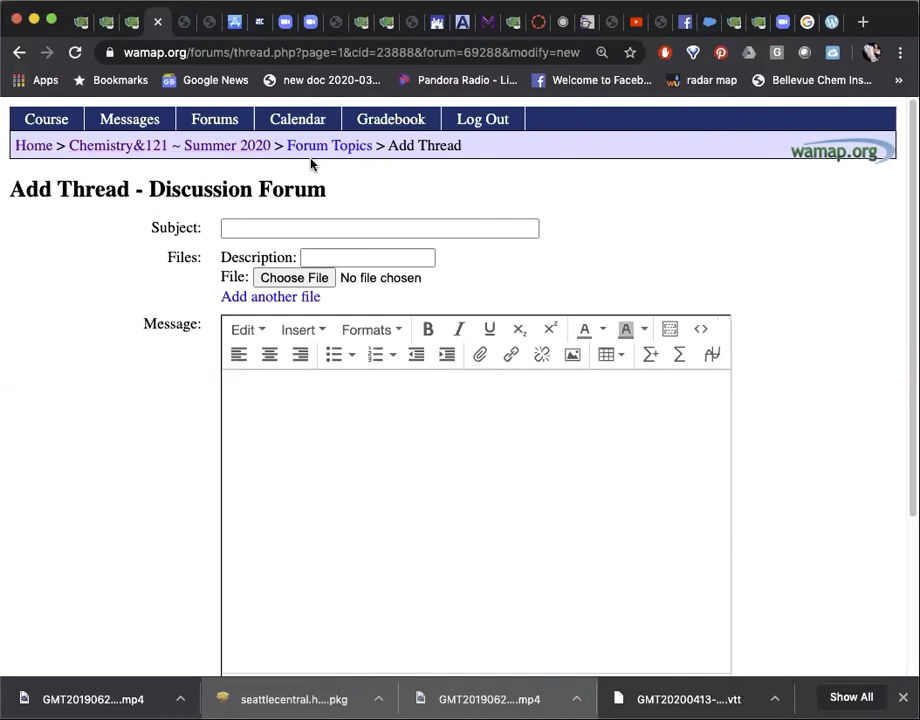 wamap.org/forums/thread.php?page=1&cid=23888&forum=69288&modify=new
Apps Bookmarks Google News new doc 2020-03... Pandora Radio - Li... Welcome to Faceb... radar map Bellevue Chem Ins... »
Course Messages Forums Calendar Gradebook Log Out
Home > Chemistry&121 ~ Summer 2020 > Forum Topics > Add Thread
wamap.org
Add Thread - Discussion Forum
Subject:
Files: Description:
File: Choose File No file chosen
Add another file
Message:
Edit Insert Formats B I U x₂ x² A A <>
Σ+ Σ
GMT2019062....mp4 seattlecentral.h....pkg GMT2019062....mp4 GMT20200413-....vtt Show All